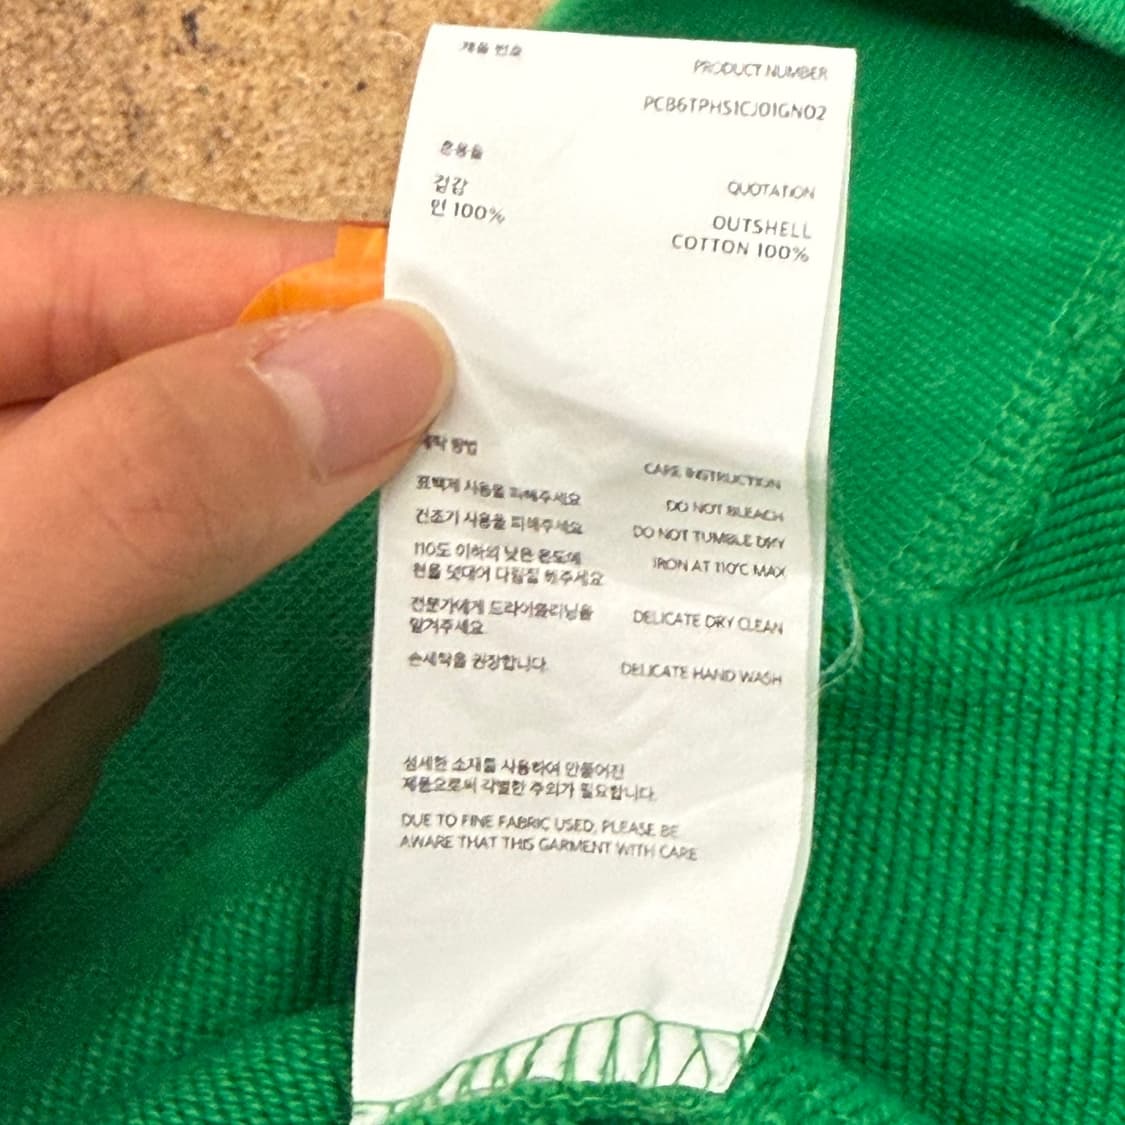 제품 번호
PRODUCT NUMBER
PCB6TPHS1CJ01GN02
혼용율
QUOTATION
겉감
면 100%
OUTSHELL
COTTON 100%
세탁 방법
CARE INSTRUCTION
표백제 사용을 피해주세요
DO NOT BLEACH
건조기 사용을 피해주세요
DO NOT TUMBLE DRY
110도 이하의 낮은 온도에
천을 덧대어 다림질 해주세요
IRON AT 110°C MAX
전문가에게 드라이클리닝을
맡겨주세요
DELICATE DRY CLEAN
손세탁을 권장합니다.
DELICATE HAND WASH
섬세한 소재를 사용하여 만들어진
제품으로써 각별한 주의가 필요합니다.
DUE TO FINE FABRIC USED, PLEASE BE
AWARE THAT THIS GARMENT WITH CARE